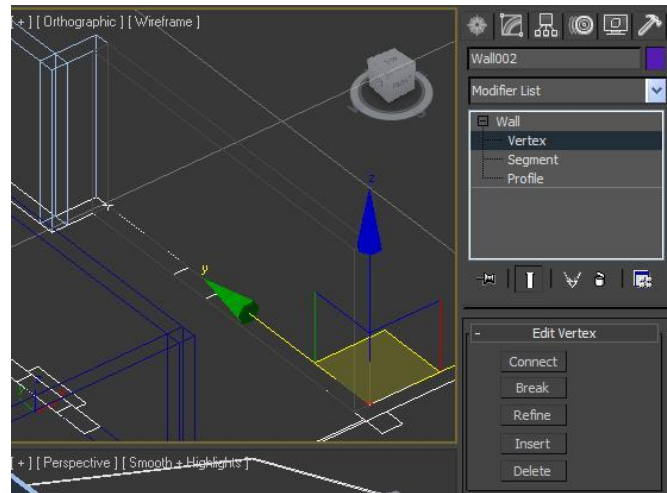 [ + ] [ Orthographic ] [ Wireframe ]
z
y
[ + ] [ Perspective ] [ Smooth + Highlights ]
Wall002
Modifier List
Wall
Vertex
Segment
Profile
- Edit Vertex
Connect
Break
Refine
Insert
Delete